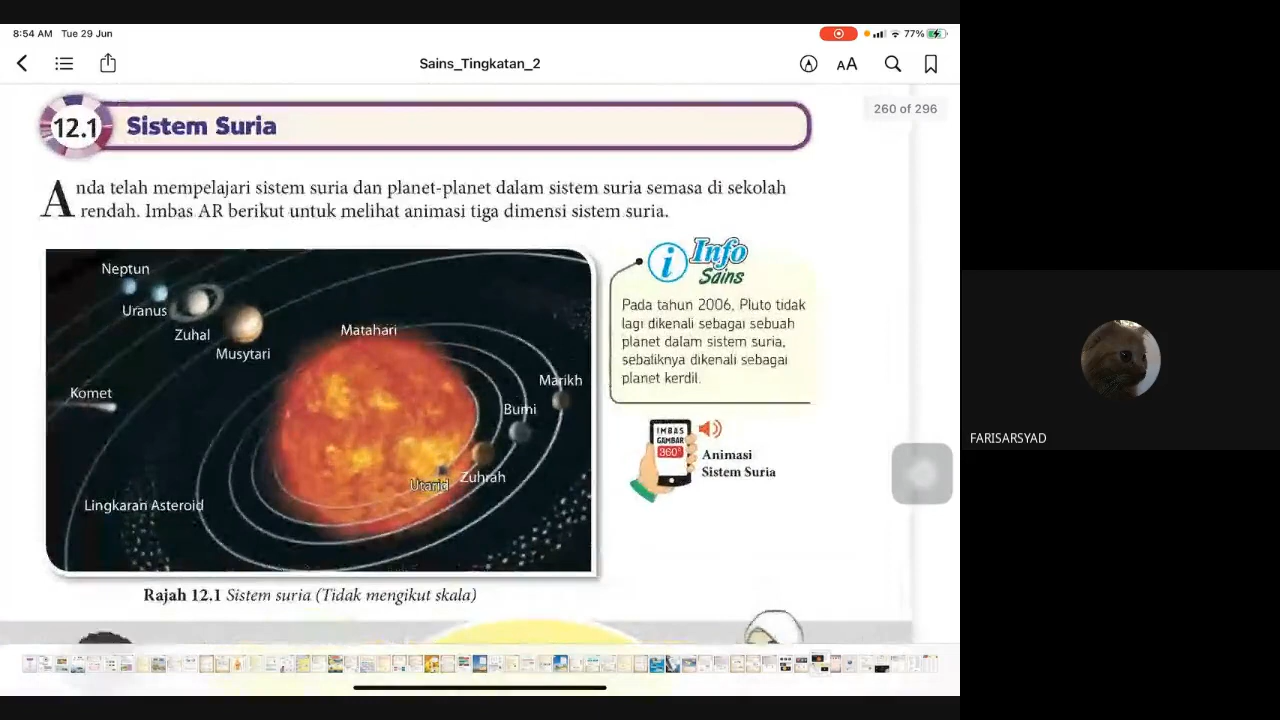 8:54 AM Tue 29 Jun
77%
Sains_Tingkatan_2
AA
260 of 296
12.1 Sistem Suria
Anda telah mempelajari sistem suria dan planet-planet dalam sistem suria semasa di sekolah
rendah. Imbas AR berikut untuk melihat animasi tiga dimensi sistem suria.
Neptun
Uranus
Zuhal
Musytari
Matahari
Komet
Marikh
Bumi
Zuhrah
Utarid
Lingkaran Asteroid
Rajah 12.1 Sistem suria (Tidak mengikut skala)
i Info
Sains
Pada tahun 2006, Pluto tidak
lagi dikenali sebagai sebuah
planet dalam sistem suria,
sebaliknya dikenali sebagai
planet kerdil.
IMBAS
GAMBAR
360°
Animasi
Sistem Suria
FARISARSYAD